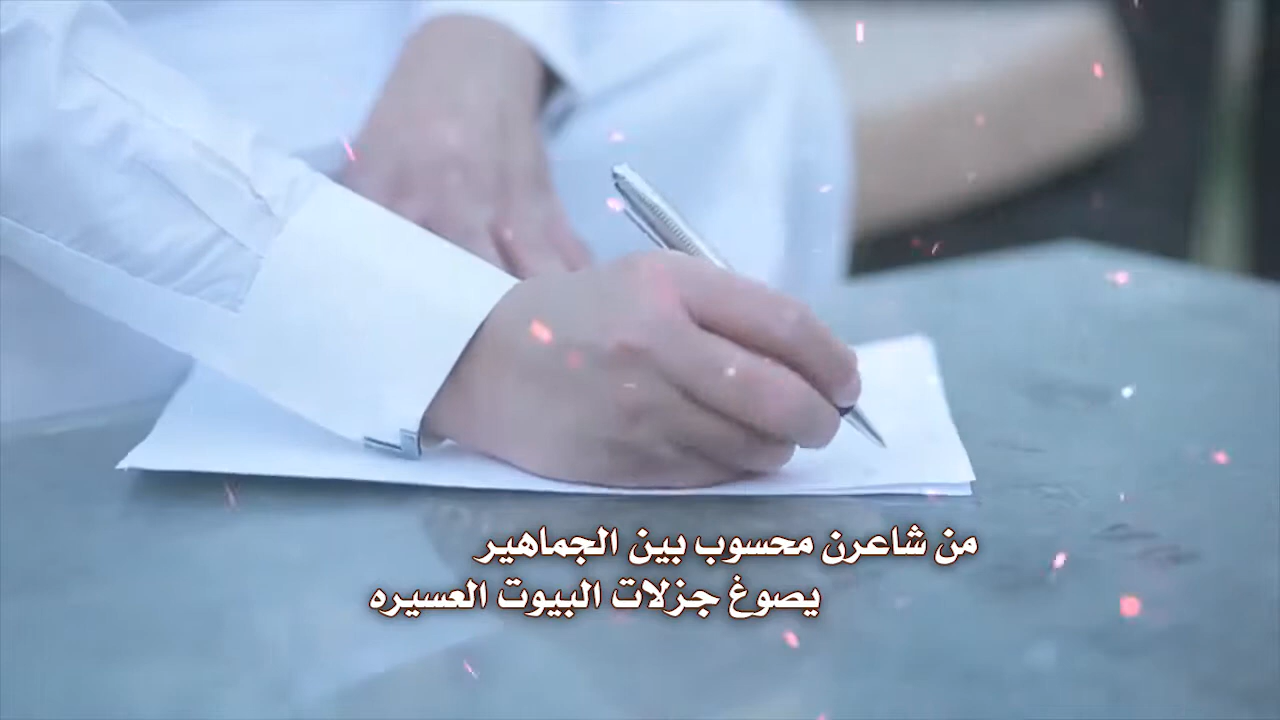 من شاعرن محسوب بين الجماهير
يصوغ جزلات البيوت العسيره